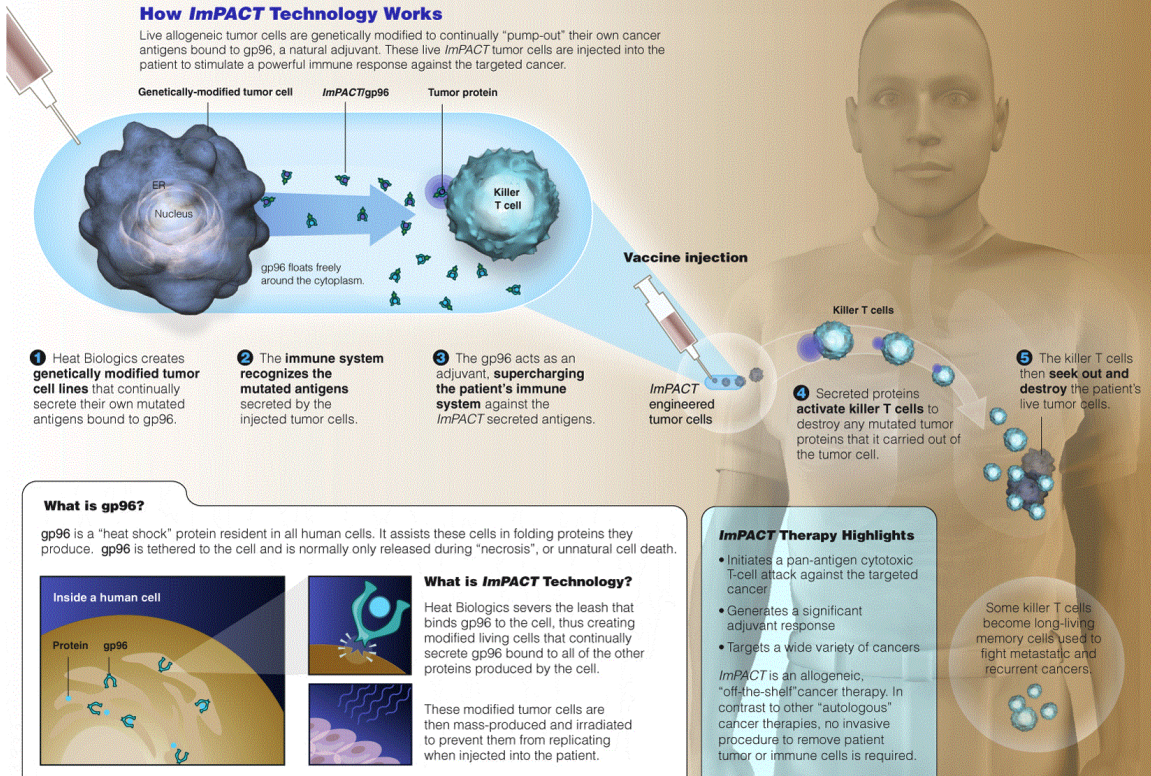 How ImPACT Technology Works
Live allogeneic tumor cells are genetically modified to continually “pump-out” their own cancer
antigens bound to gp96, a natural adjuvant. These live ImPACT tumor cells are injected into the
patient to stimulate a powerful immune response against the targeted cancer.
Genetically-modified tumor cell
ImPACT/gp96
Tumor protein
ER
Nucleus
Killer
T cell
gp96 floats freely
around the cytoplasm.
Vaccine injection
ImPACT
engineered
tumor cells
Killer T cells
1 Heat Biologics creates
genetically modified tumor
cell lines that continually
secrete their own mutated
antigens bound to gp96.
2 The immune system
recognizes the
mutated antigens
secreted by the
injected tumor cells.
3 The gp96 acts as an
adjuvant, supercharging
the patient’s immune
system against the
ImPACT secreted antigens.
4 Secreted proteins
activate killer T cells to
destroy any mutated tumor
proteins that it carried out of
the tumor cell.
5 The killer T cells
then seek out and
destroy the patient’s
live tumor cells.
What is gp96?
gp96 is a “heat shock” protein resident in all human cells. It assists these cells in folding proteins they
produce. gp96 is tethered to the cell and is normally only released during “necrosis”, or unnatural cell death.
Inside a human cell
Protein
gp96
What is ImPACT Technology?
Heat Biologics severs the leash that
binds gp96 to the cell, thus creating
modified living cells that continually
secrete gp96 bound to all of the other
proteins produced by the cell.
These modified tumor cells are
then mass-produced and irradiated
to prevent them from replicating
when injected into the patient.
ImPACT Therapy Highlights
• Initiates a pan-antigen cytotoxic
T-cell attack against the targeted
cancer
• Generates a significant
adjuvant response
• Targets a wide variety of cancers
ImPACT is an allogeneic,
“off-the-shelf”cancer therapy. In
contrast to other “autologous”
cancer therapies, no invasive
procedure to remove patient
tumor or immune cells is required.
Some killer T cells
become long-living
memory cells used to
fight metastatic and
recurrent cancers.